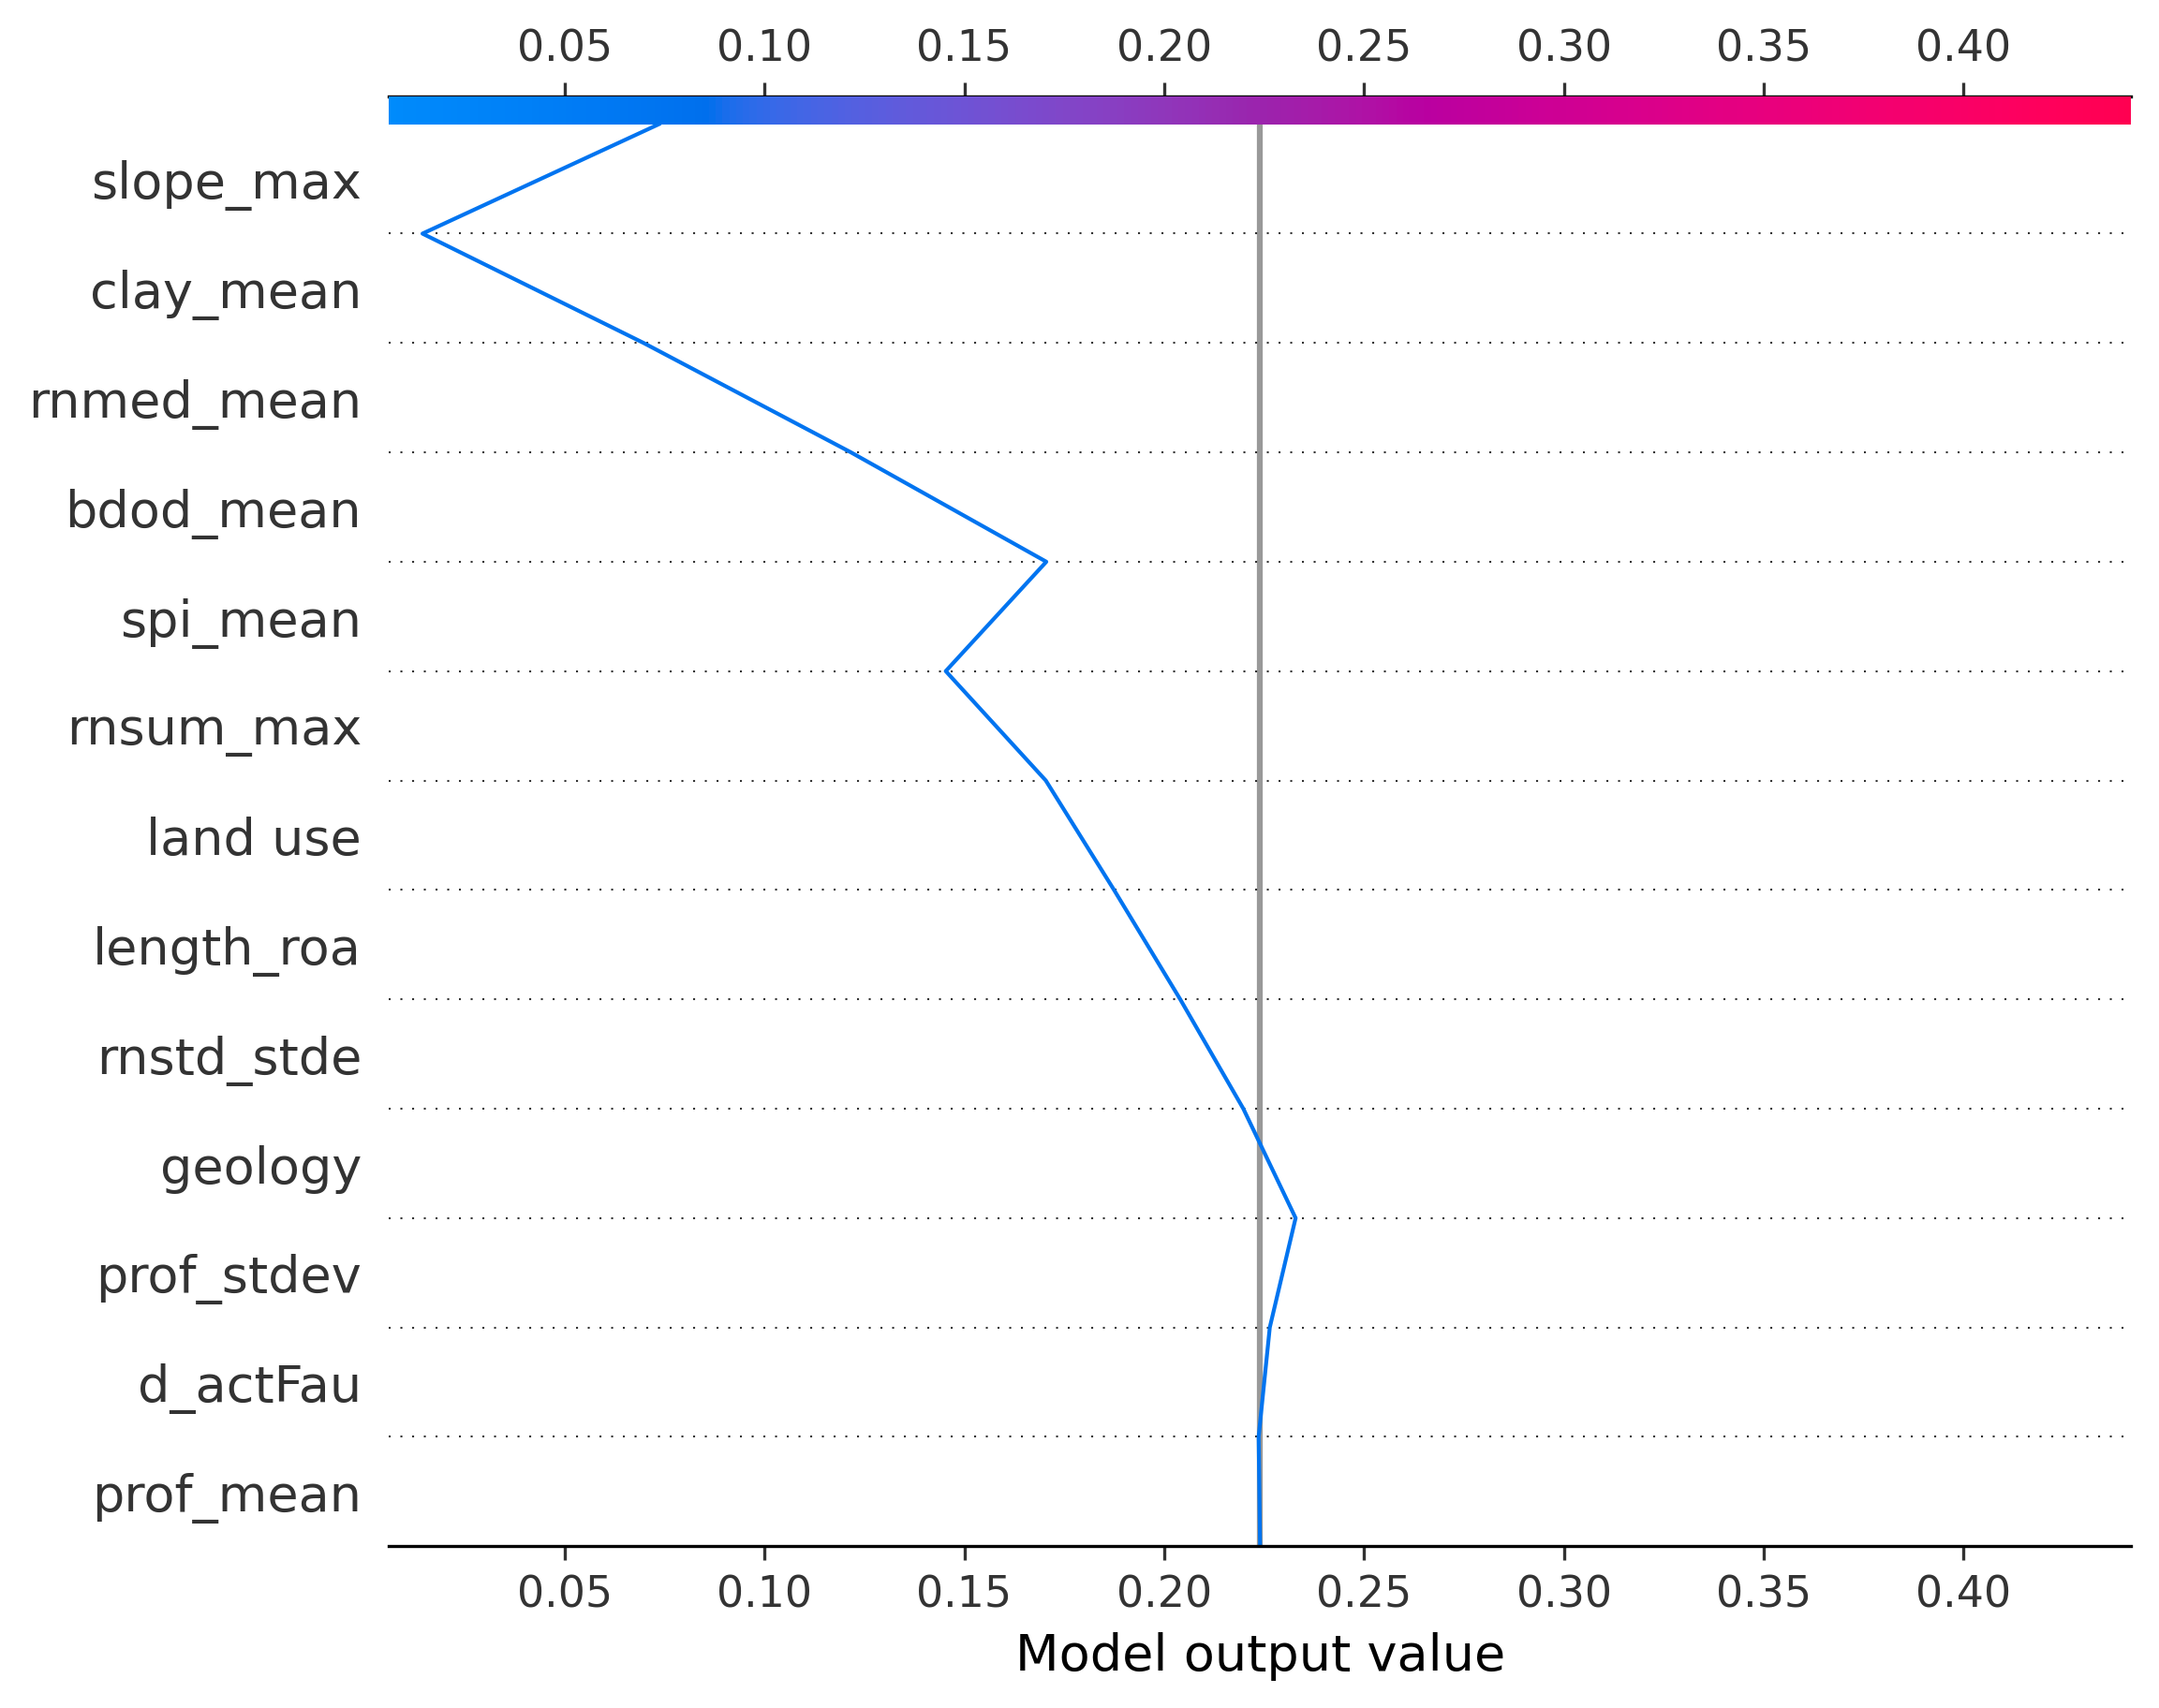 0.05 0.10 0.15 0.20 0.25 0.30 0.35 0.40
slope_max
clay_mean
rnmed_mean
bdod_mean
spi_mean
rnsum_max
land use
length_roa
rnstd_stde
geology
prof_stdev
d_actFau
prof_mean
0.05 0.10 0.15 0.20 0.25 0.30 0.35 0.40
Model output value